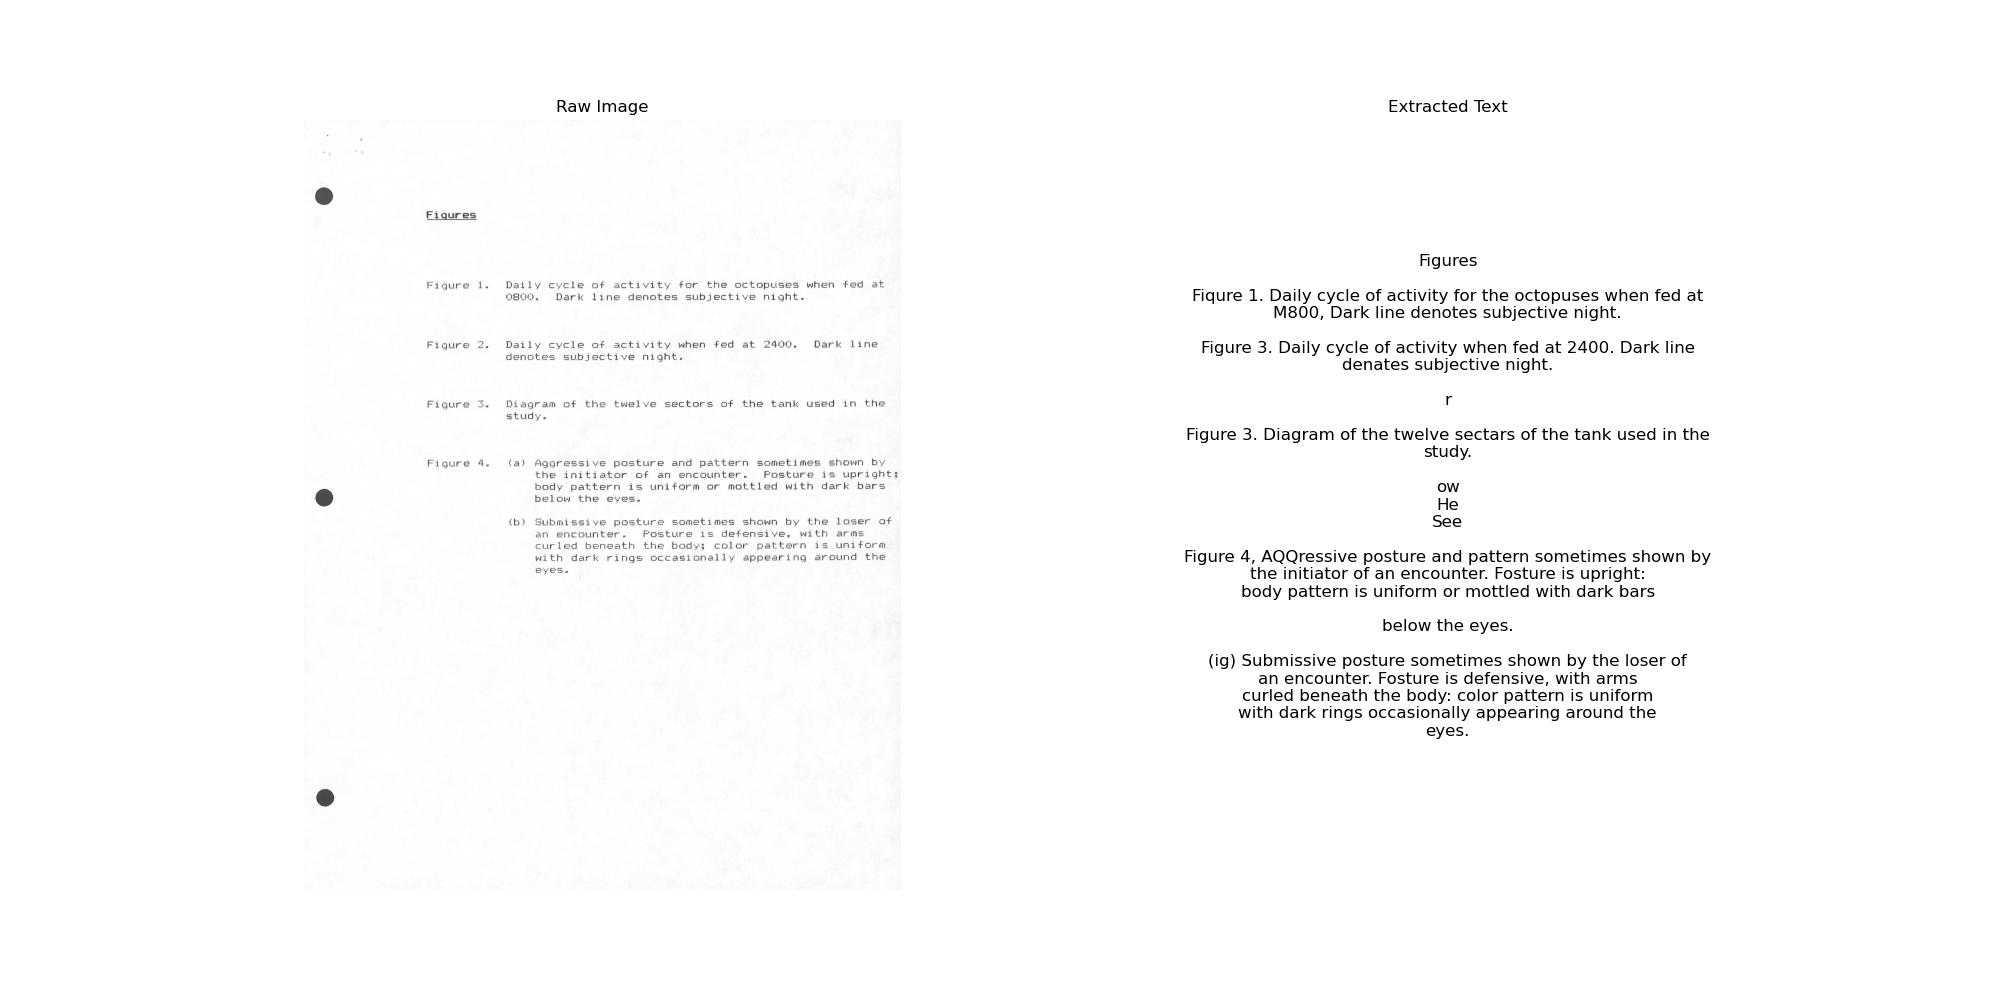 Raw Image
Figures
Figure 1. Daily cycle of activity for the octopuses when fed at
0800. Dark line denotes subjective night.
Figure 2. Daily cycle of activity when fed at 2400. Dark line
denotes subjective night.
Figure 3. Diagram of the twelve sectors of the tank used in the
study.
Figure 4. (a) Aggressive posture and pattern sometimes shown by
the initiator of an encounter. Posture is upright;
body pattern is uniform or mottled with dark bars
below the eyes.
(b) Submissive posture sometimes shown by the loser of
an encounter. Posture is defensive, with arms
curled beneath the body; color pattern is uniform
with dark rings occasionally appearing around the
eyes.
Extracted Text
Figures
Fiqure 1. Daily cycle of activity for the octopuses when fed at
M800, Dark line denotes subjective night.
Figure 3. Daily cycle of activity when fed at 2400. Dark line
denates subjective night.
r
Figure 3. Diagram of the twelve sectars of the tank used in the
study.
ow
He
See
Figure 4, AQQressive posture and pattern sometimes shown by
the initiator of an encounter. Fosture is upright:
body pattern is uniform or mottled with dark bars
below the eyes.
(ig) Submissive posture sometimes shown by the loser of
an encounter. Fosture is defensive, with arms
curled beneath the body: color pattern is uniform
with dark rings occasionally appearing around the
eyes.